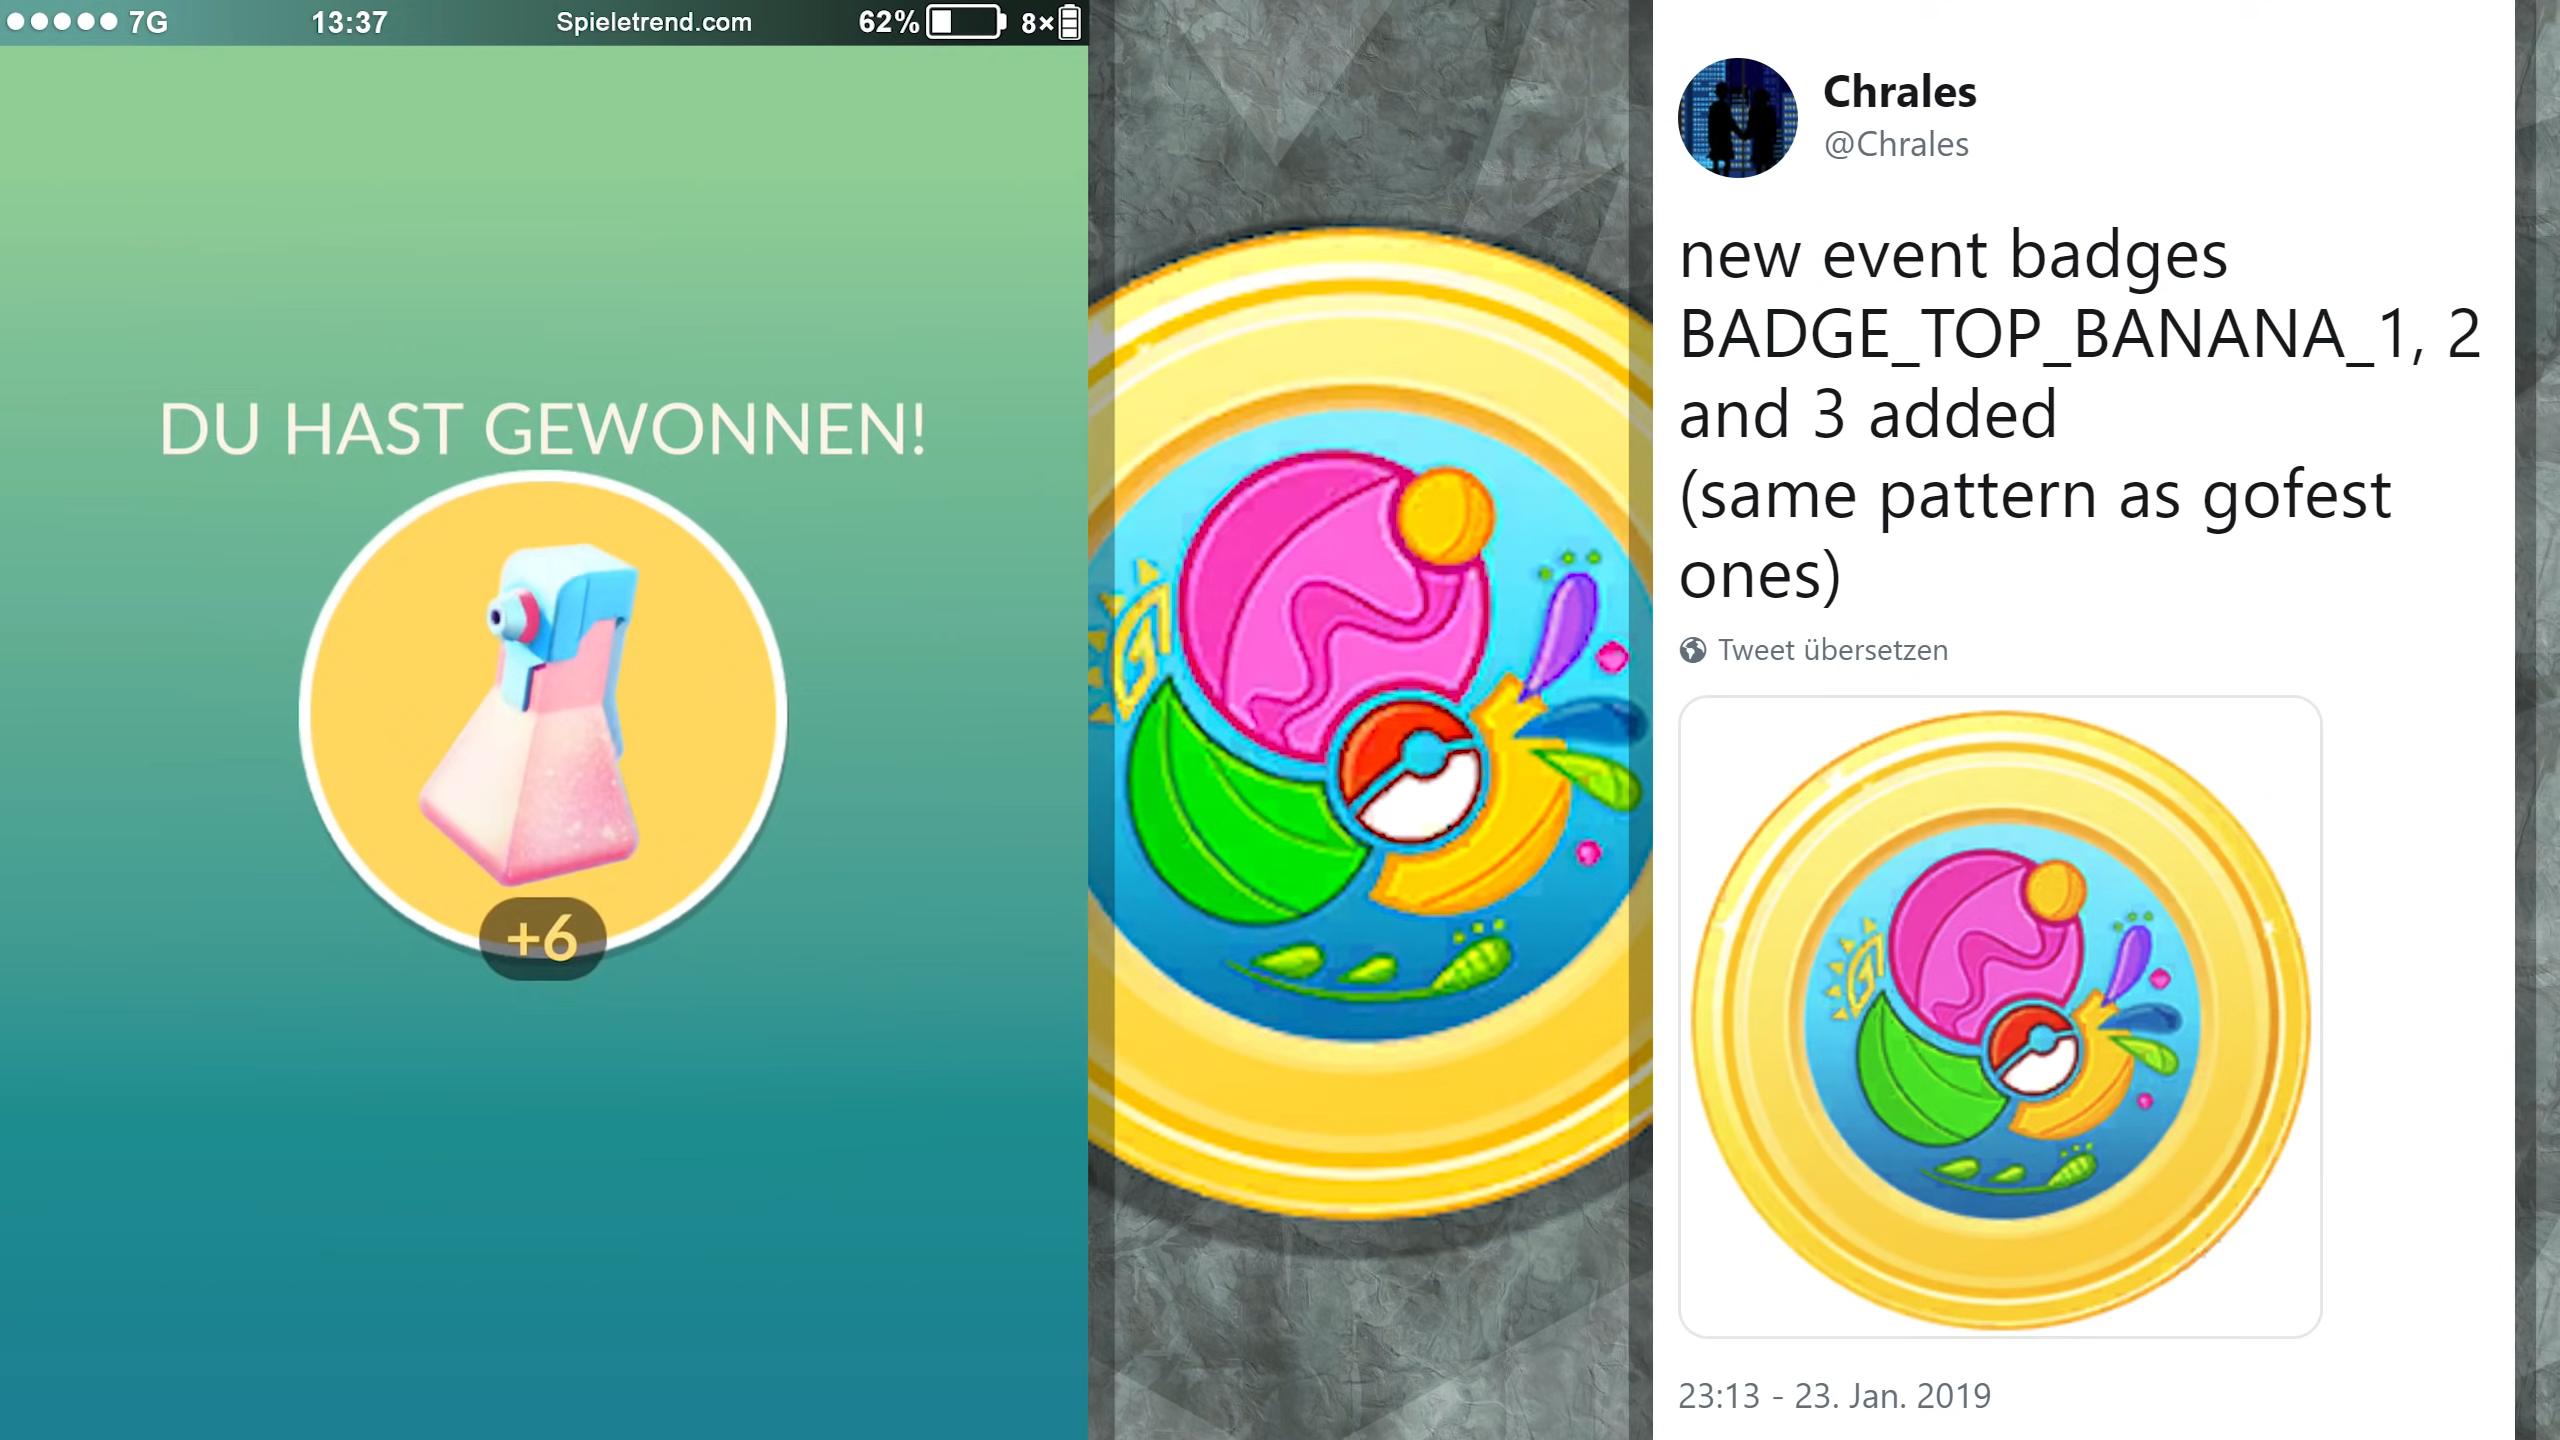 7G 13:37 Spieletrend.com 62% 8×
DU HAST GEWONNEN!
+6
Chrales
@Chrales
new event badges
BADGE_TOP_BANANA_1, 2
and 3 added
(same pattern as gofest
ones)
Tweet übersetzen
23:13 - 23. Jan. 2019